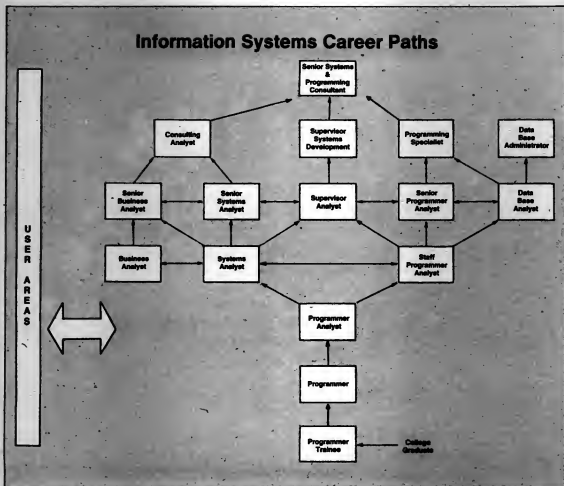 Information Systems Career Paths
Senior Systems
&
Programming
Consultant
Consulting
Analyst
Supervisor
Systems
Development
Programming
Specialist
Data
Base
Administrator
Senior
Business
Analyst
Senior
Systems
Analyst
Supervisor
Analyst
Senior
Programmer
Analyst
Data
Base
Analyst
Business
Analyst
Systems
Analyst
Staff
Programmer
Analyst
USER AREAS
Programmer
Analyst
Programmer
Programmer
Trainee
College
Graduate